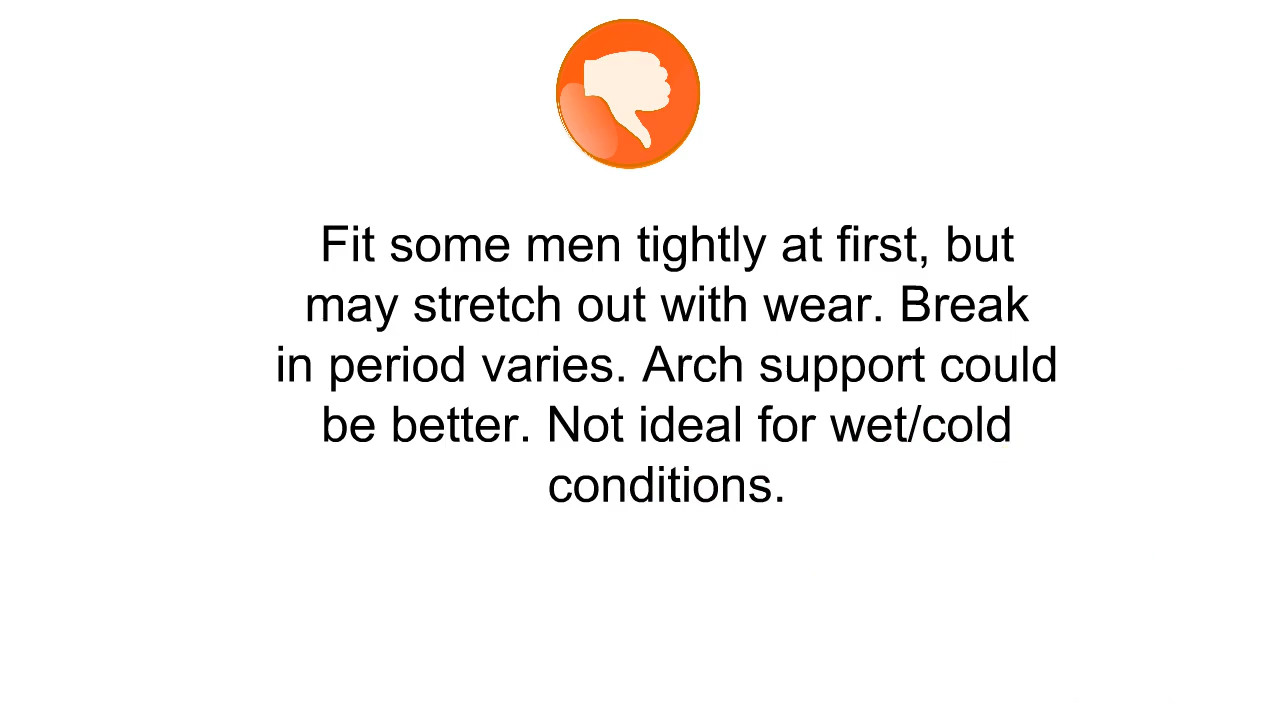 Fit some men tightly at first, but
may stretch out with wear. Break
in period varies. Arch support could
be better. Not ideal for wet/cold
conditions.